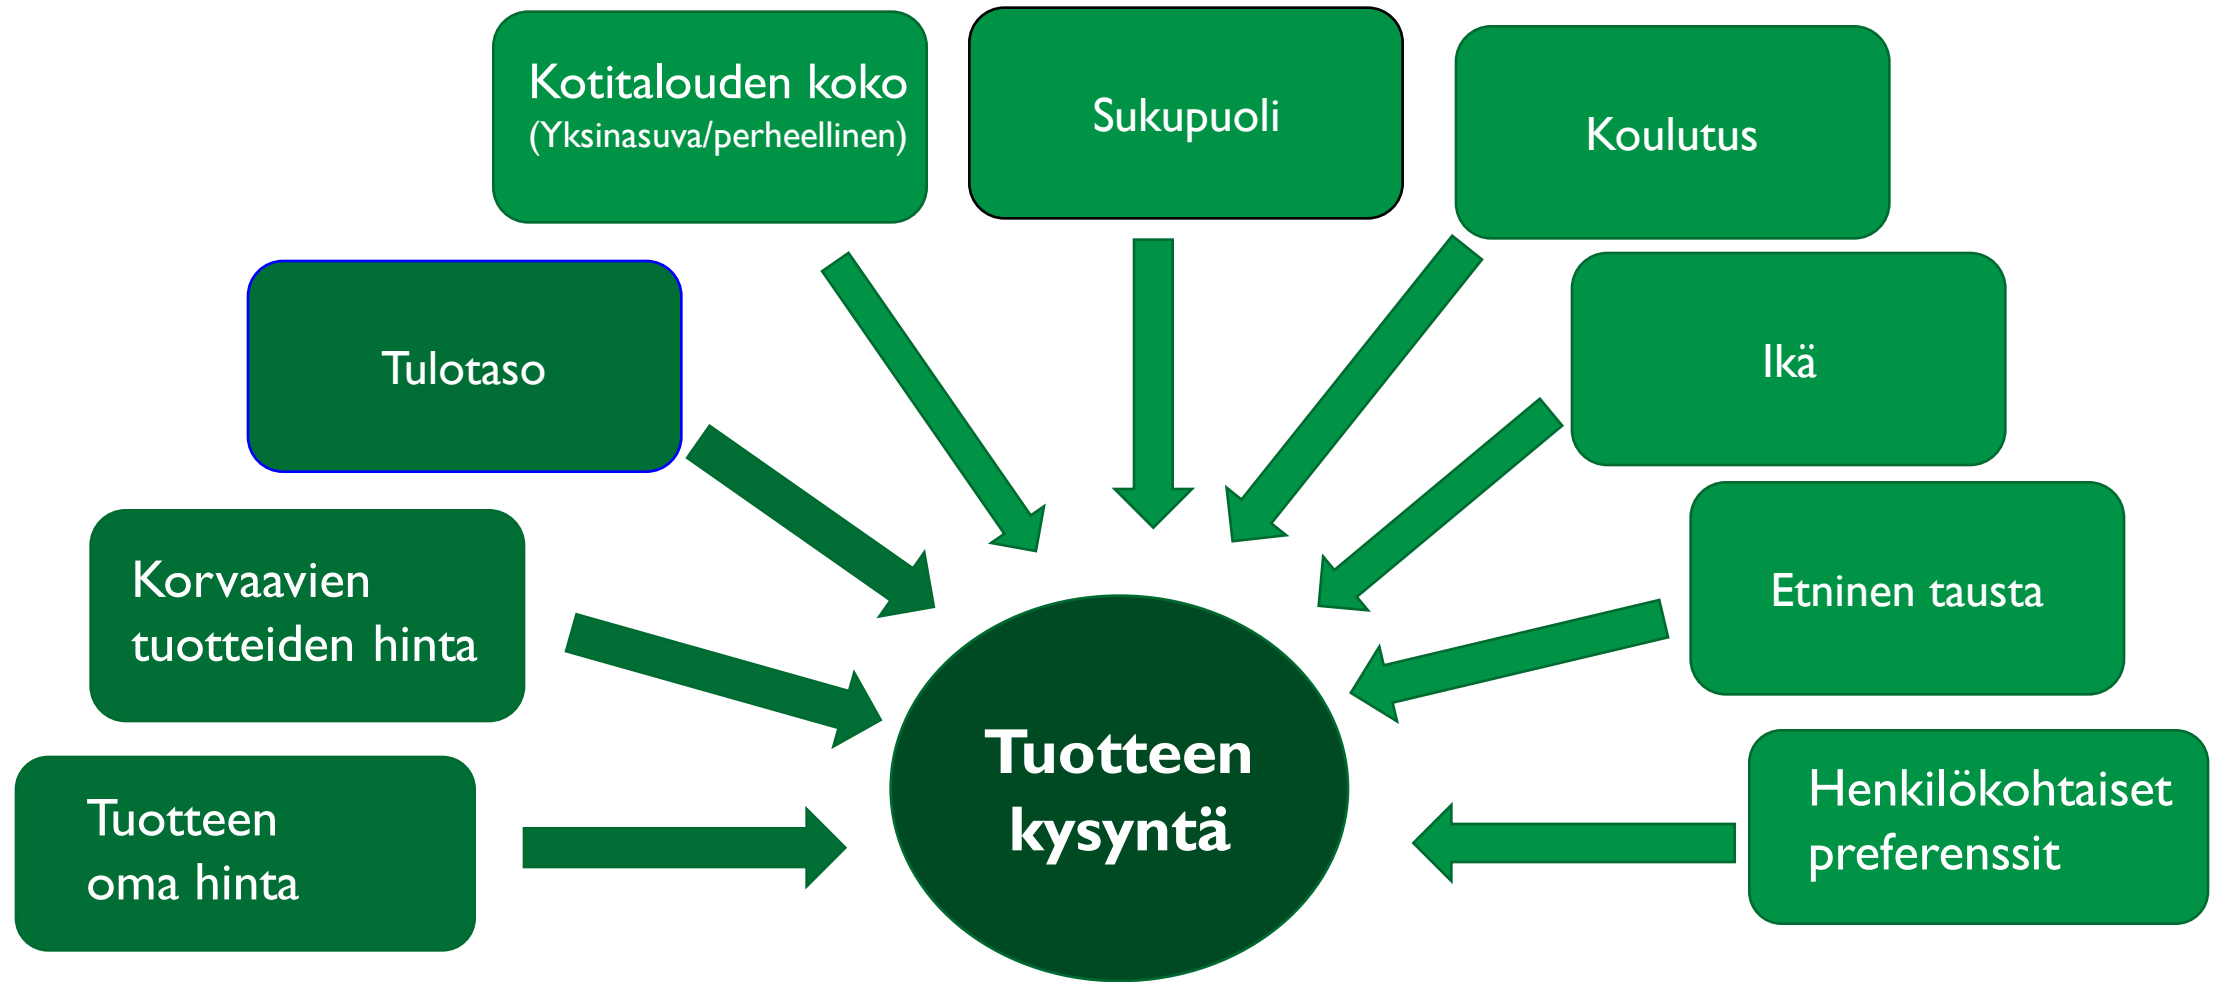 Kotitalouden koko
(Yksinasuva/perheellinen)
Sukupuoli
Koulutus
Tulotaso
Ikä
Korvaavien
tuotteiden hinta
Etninen tausta
Tuotteen
oma hinta
Tuotteen
kysyntä
Henkilökohtaiset
preferenssit